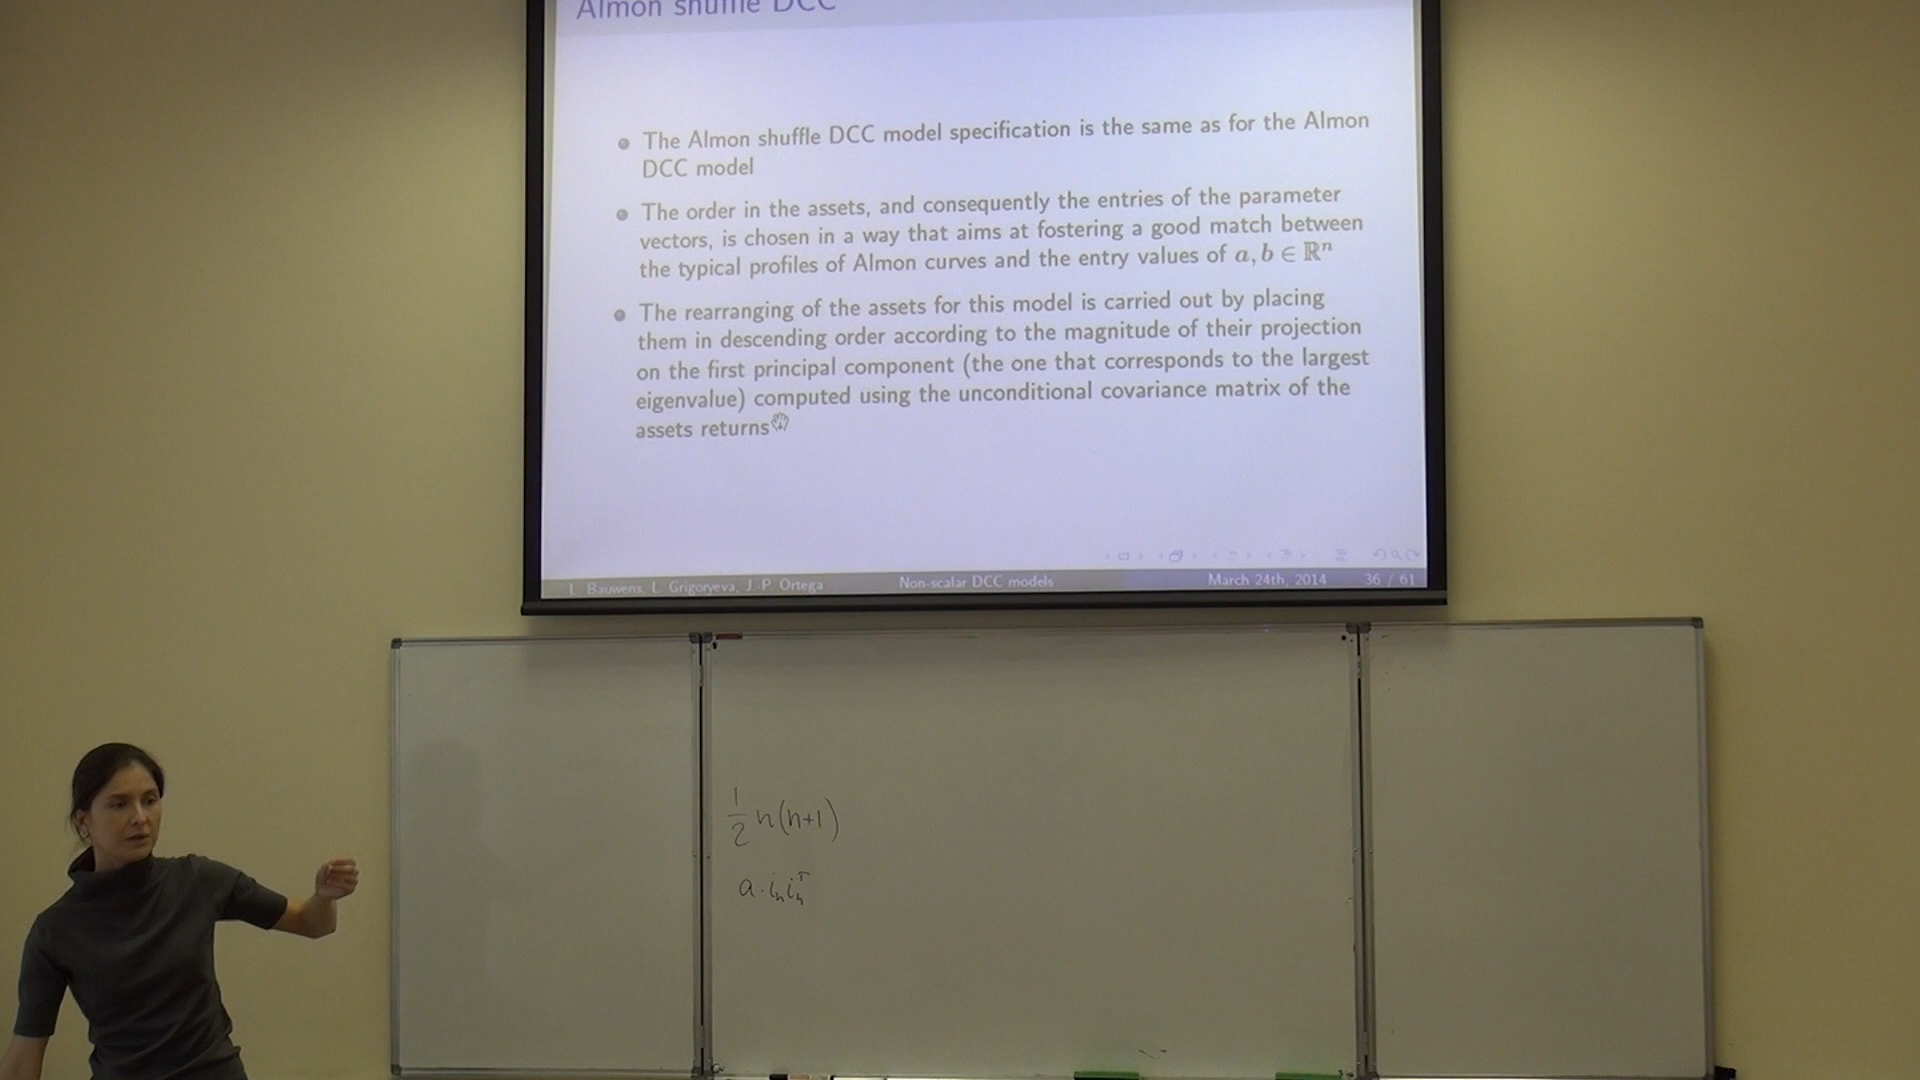 Almon shuffle DCC
The Almon shuffle DCC model specification is the same as for the Almon
DCC model
The order in the assets, and consequently the entries of the parameter
vectors, is chosen in a way that aims at fostering a good match between
the typical profiles of Almon curves and the entry values of a, b ∈ ℝⁿ
The rearranging of the assets for this model is carried out by placing
them in descending order according to the magnitude of their projection
on the first principal component (the one that corresponds to the largest
eigenvalue) computed using the unconditional covariance matrix of the
assets returns
L. Bauwens, L. Grigoryeva, J.-P. Ortega Non-scalar DCC models March 24th, 2014 36 / 61
1/2 n(n+1)
a · iₙiₙᵀ